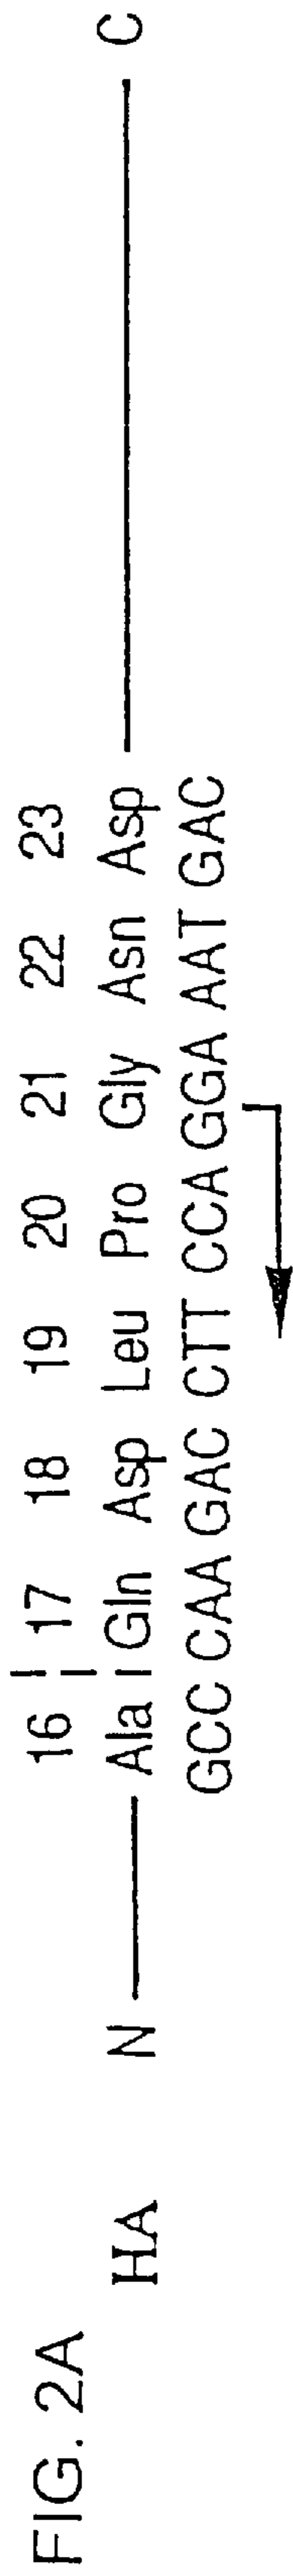 FIG. 2A
16 17 18 19 20 21 22 23
HA N Ala Gln Asp Leu Pro Gly Asn Asp C
GCC CAA GAC CTT CCA GGA AAT GAC